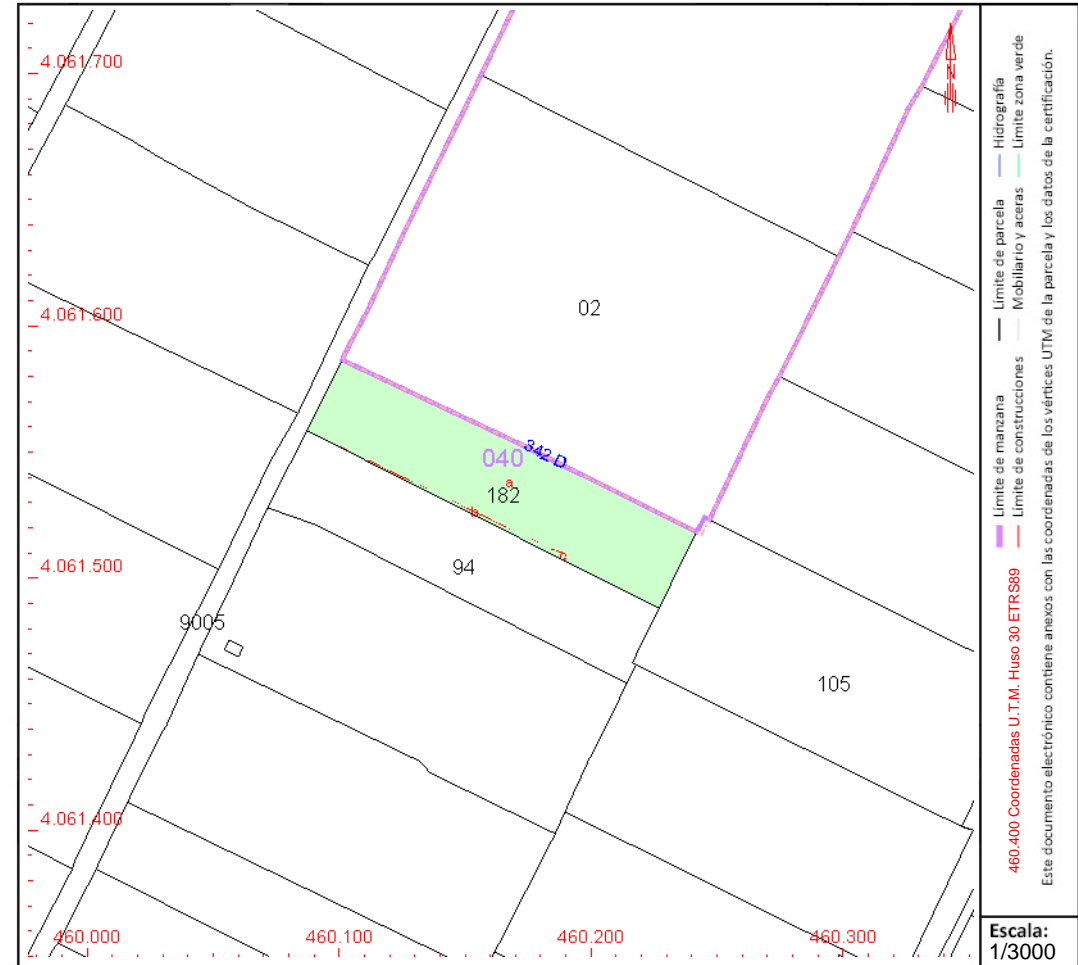 4.061.700
4.061.600
4.061.500
4.061.400
460.000
460.100
460.200
460.300
N
02
342 D
040
a
182
b
94
9005
105
Hidrografía
Límite zona verde
Límite de parcela
Mobiliario y aceras
Límite de manzana
Límite de construcciones
460.400 Coordenadas U.T.M. Huso 30 ETRS89
Este documento electrónico contiene anexos con las coordenadas de los vértices UTM de la parcela y los datos de la certificación.
Escala:
1/3000